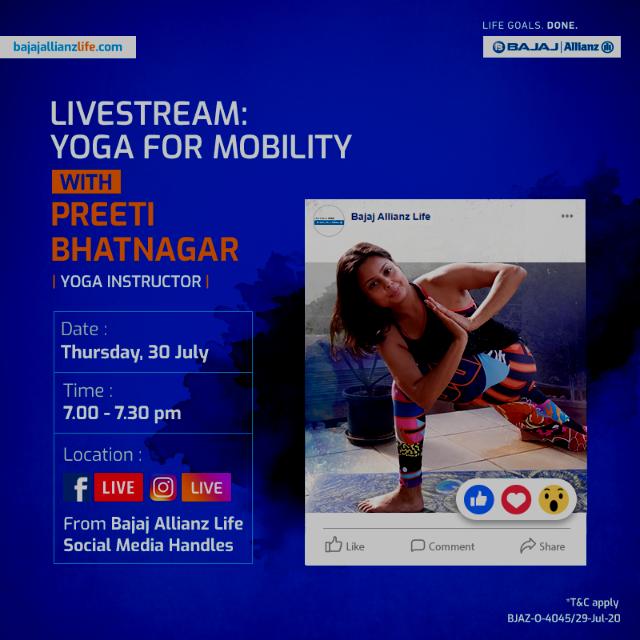 LIFE GOALS. DONE.
bajajallianzlife.com
BAJAJ | Allianz
LIVESTREAM:
YOGA FOR MOBILITY
WITH
PREETI
BHATNAGAR
| YOGA INSTRUCTOR |
Date :
Thursday, 30 July
Time :
7.00 - 7.30 pm
Location :
LIVE LIVE
From Bajaj Allianz Life
Social Media Handles
Bajaj Allianz Life
Like Comment Share
*T&C apply
BJAZ-O-4045/29-Jul-20